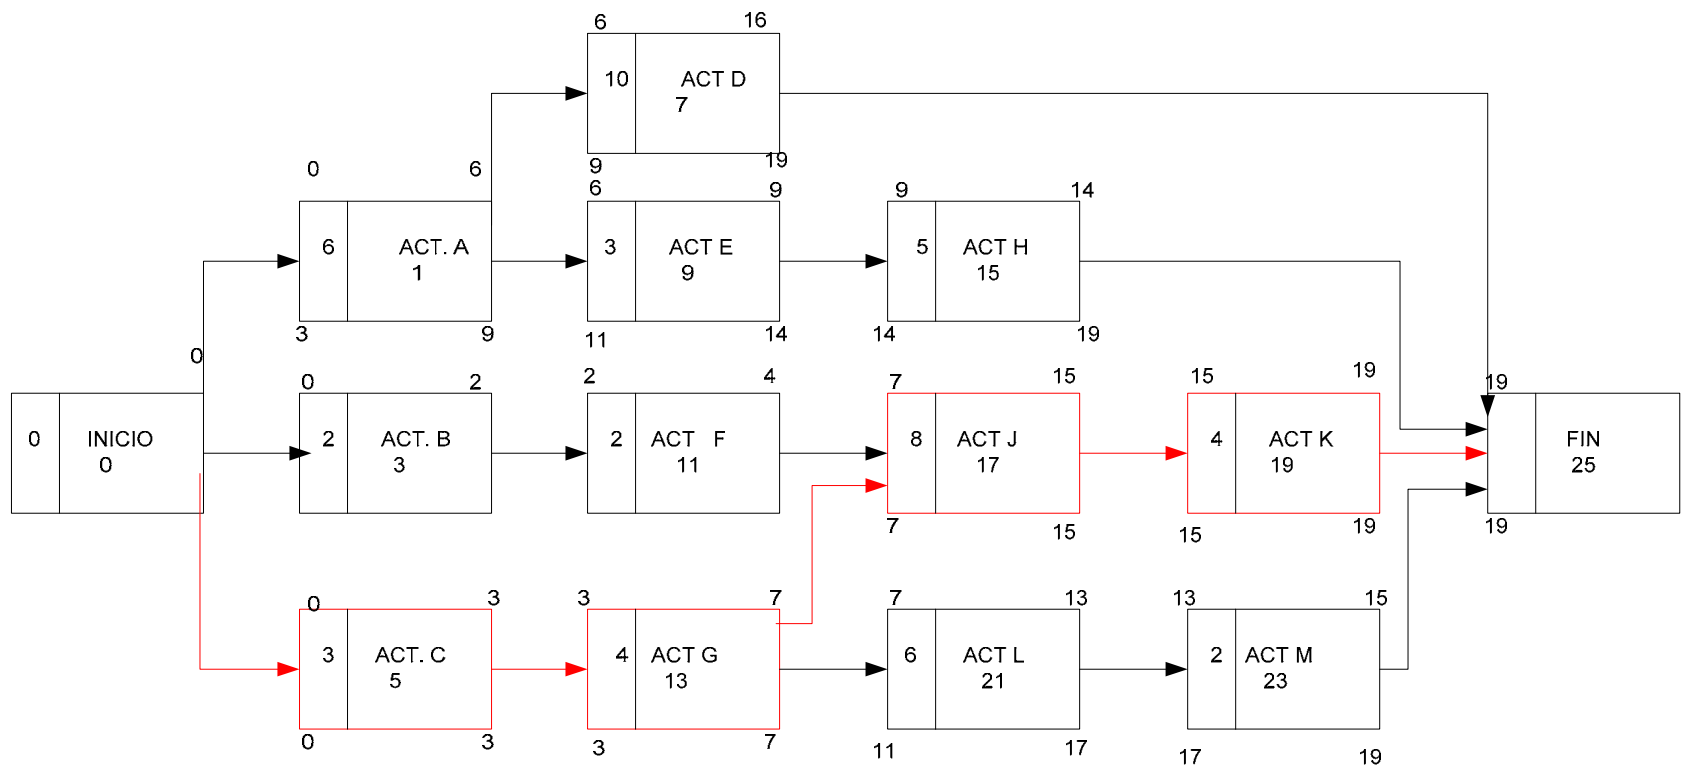 6 16
10 ACT D
7
9 19
0 6
6 ACT. A
1
3 9
6 9
3 ACT E
9
11 14
9 14
5 ACT H
15
14 19
0
0 INICIO
0
0 2
2 ACT. B
3
2 4
2 ACT F
11
7 15
8 ACT J
17
7 15
15 19
4 ACT K
19
15 19
19
FIN
25
19
0 3
3 ACT. C
5
0 3
3 7
4 ACT G
13
3 7
7 13
6 ACT L
21
11 17
13 15
2 ACT M
23
17 19